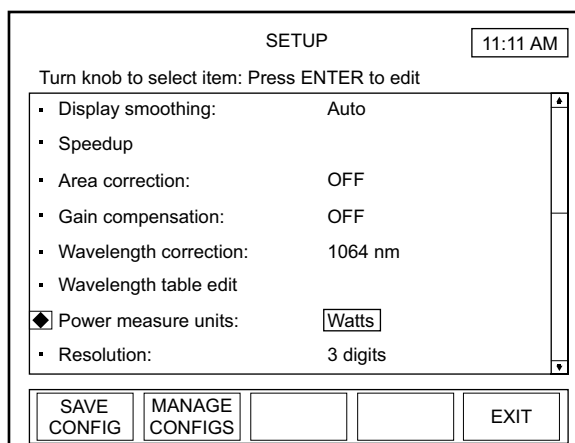 SETUP
11:11 AM
Turn knob to select item: Press ENTER to edit
Display smoothing: Auto
Speedup
Area correction: OFF
Gain compensation: OFF
Wavelength correction: 1064 nm
Wavelength table edit
Power measure units: Watts
Resolution: 3 digits
SAVE
CONFIG
MANAGE
CONFIGS
EXIT